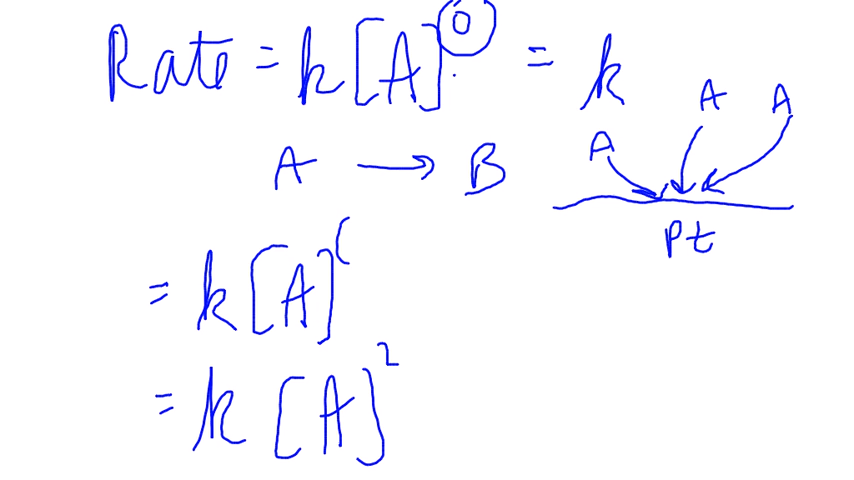 Rate = k[A]⁰ = k
A A A
A → B
Pt
= k[A]¹
= k[A]²